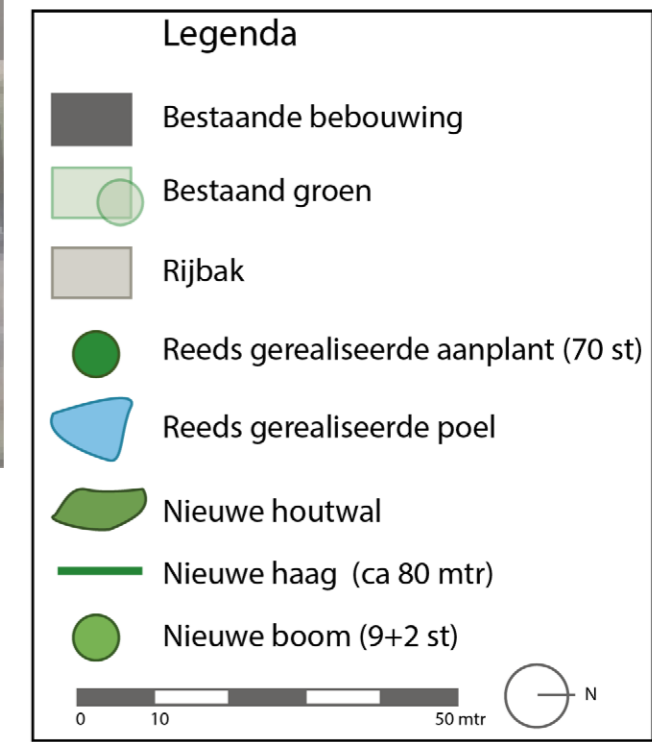 Legenda
Bestaande bebouwing
Bestaand groen
Rijbak
Reeds gerealiseerde aanplant (70 st)
Reeds gerealiseerde poel
Nieuwe houtwal
Nieuwe haag (ca 80 mtr)
Nieuwe boom (9+2 st)
N
0 10 50 mtr